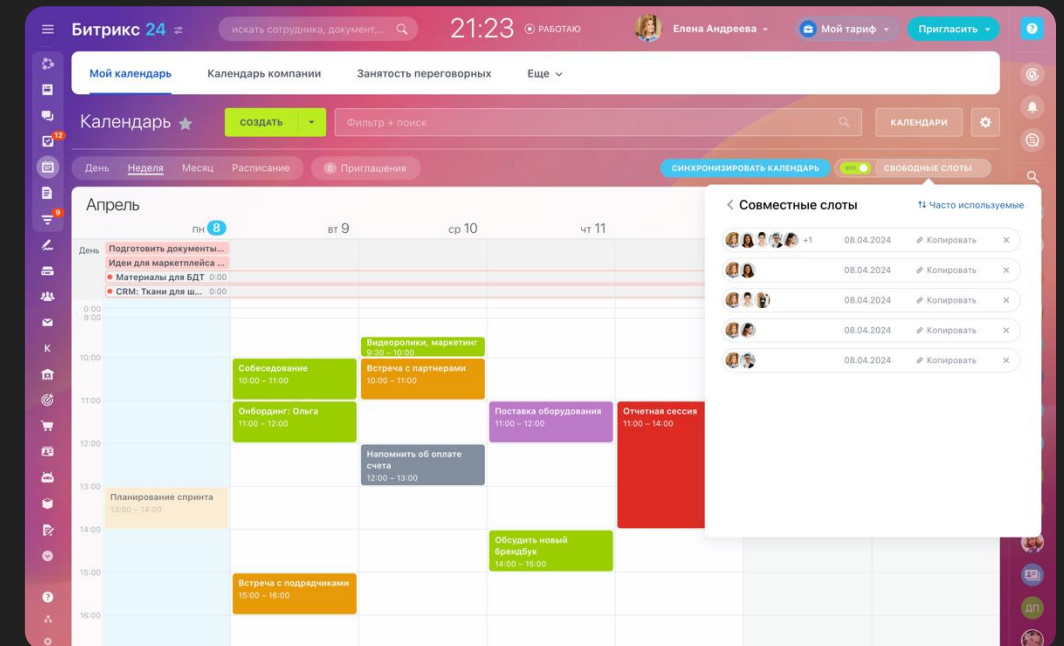 Битрикс 24
искать сотрудника, документ,...
21:23
РАБОТАЮ
Елена Андреева
Мой тариф
Пригласить
?
Мой календарь
Календарь компании
Занятость переговорных
Еще
Календарь
СОЗДАТЬ
Фильтр + поиск
КАЛЕНДАРИ
12
День
Неделя
Месяц
Расписание
0 Приглашения
СИНХРОНИЗИРОВАТЬ КАЛЕНДАРЬ
СВОБОДНЫЕ СЛОТЫ
9
K
?
Апрель
пн 8
вт 9
ср 10
чт 11
День
Подготовить документы...
Идеи для маркетплейса ...
Материалы для БДТ 0:00
CRM: Ткани для ш... 0:00
0:00
9:00
10:00
11:00
12:00
13:00
14:00
15:00
16:00
Планирование спринта
13:00 – 14:00
Собеседование
10:00 – 11:00
Онбординг: Ольга
11:00 – 12:00
Встреча с подрядчиками
15:00 – 16:00
Видеоролики, маркетинг
9:30 – 10:00
Встреча с партнерами
10:00 – 11:00
Напомнить об оплате
счета
12:00 – 13:00
Поставка оборудования
11:00 – 12:00
Обсудить новый
брендбук
14:00 – 15:00
Отчетная сессия
11:00 – 14:00
Совместные слоты
Часто используемые
+1 08.04.2024 Копировать
08.04.2024 Копировать
08.04.2024 Копировать
08.04.2024 Копировать
08.04.2024 Копировать
ДП